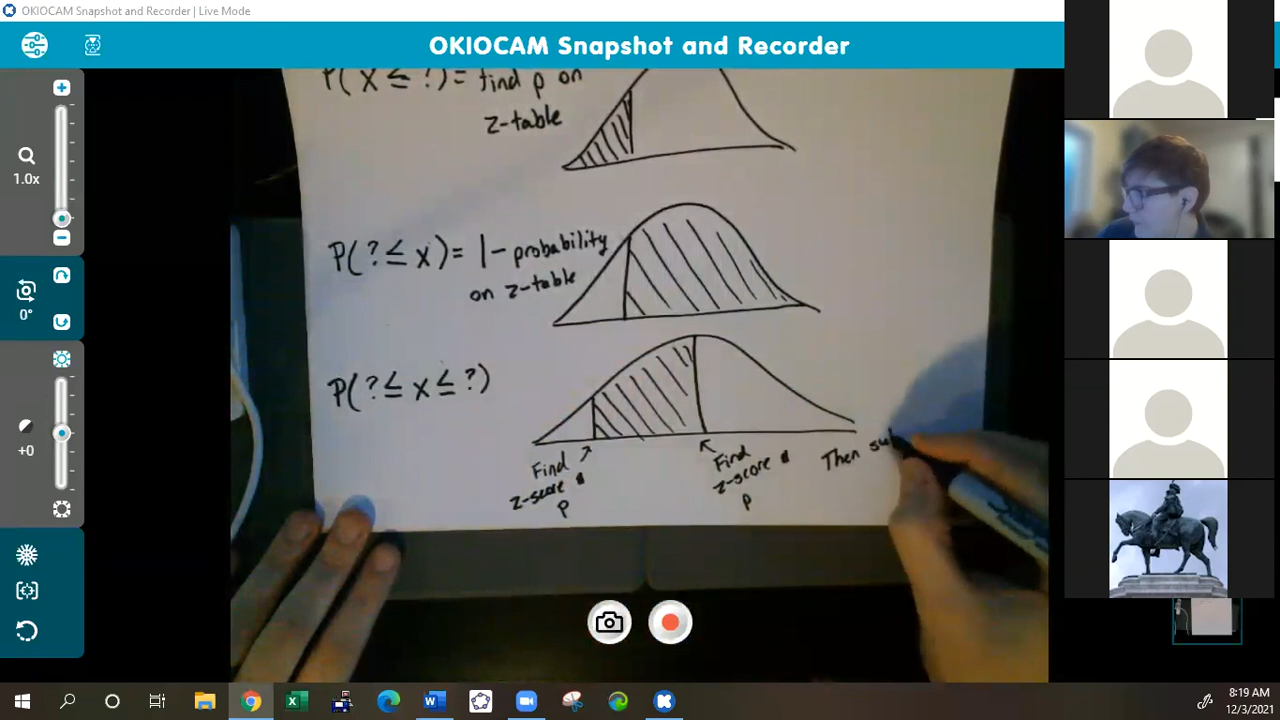 OKIOCAM Snapshot and Recorder | Live Mode
OKIOCAM Snapshot and Recorder
P(X ≤ ?) = find p on
z-table
1.0x
P(? ≤ x) = 1 - probability
on z-table
0°
P(? ≤ x ≤ ?)
+0
Find
z-score
p
Find
z-score
p
Then su
8:19 AM
12/3/2021